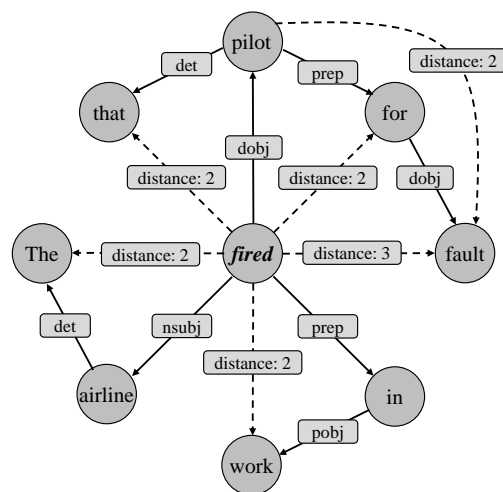 pilot
distance: 2
det
prep
that
for
distance: 2
dobj
distance: 2
dobj
The
distance: 2
fired
distance: 3
fault
det
nsubj
prep
distance: 2
airline
in
pobj
work